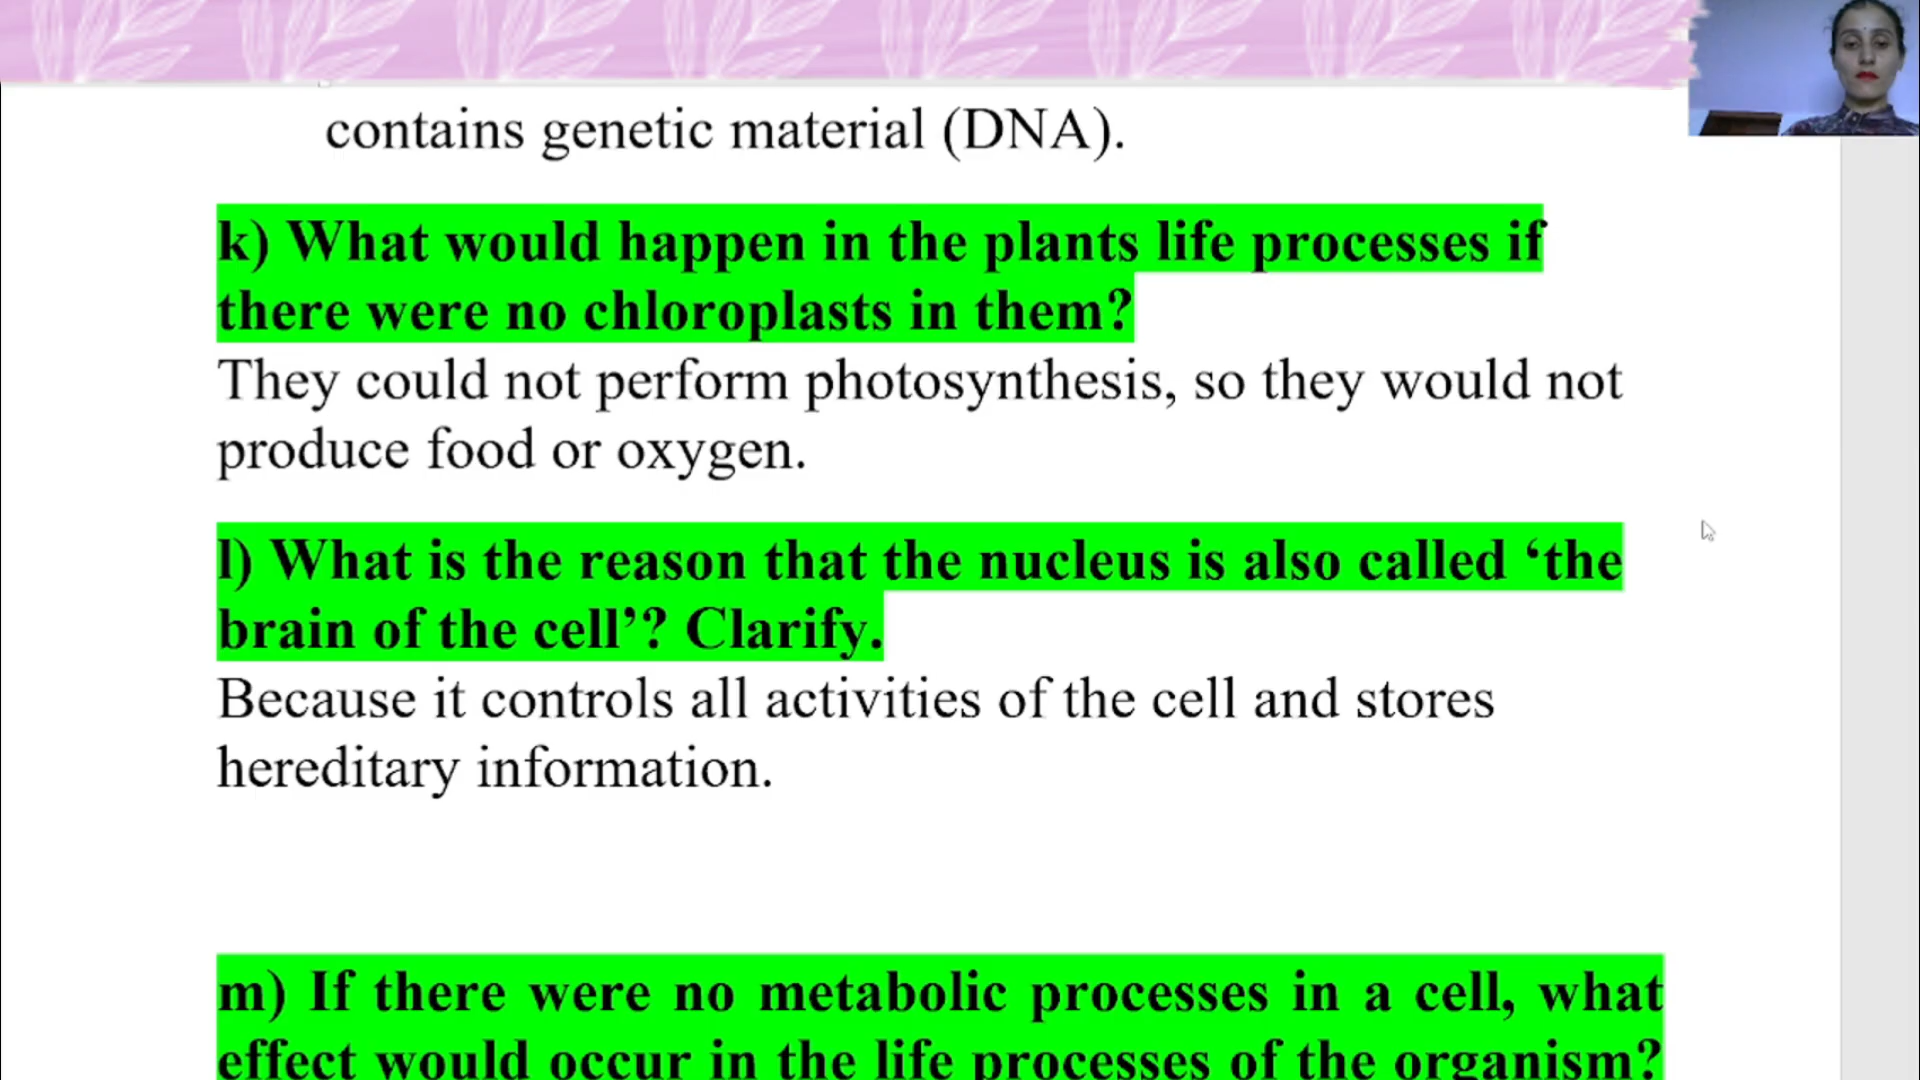 contains genetic material (DNA).
k) What would happen in the plants life processes if
there were no chloroplasts in them?
They could not perform photosynthesis, so they would not
produce food or oxygen.
l) What is the reason that the nucleus is also called ‘the
brain of the cell’? Clarify.
Because it controls all activities of the cell and stores
hereditary information.
m) If there were no metabolic processes in a cell, what
effect would occur in the life processes of the organism?